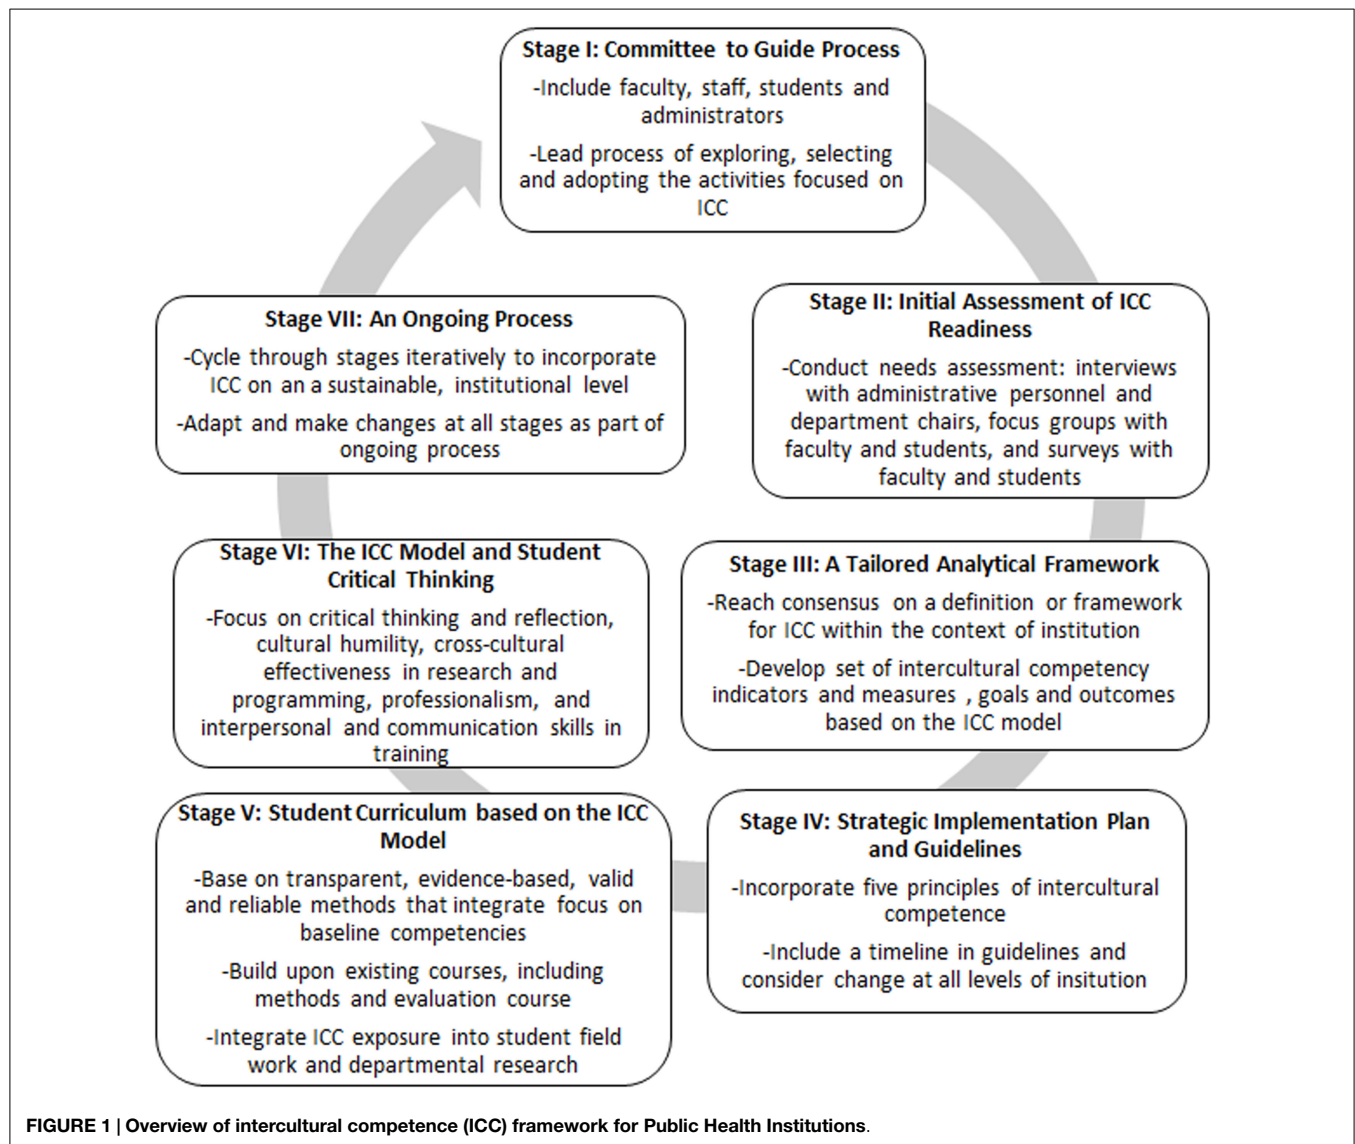 Stage I: Committee to Guide Process
-Include faculty, staff, students and
administrators
-Lead process of exploring, selecting
and adopting the activities focused on
ICC
Stage II: Initial Assessment of ICC
Readiness
-Conduct needs assessment: interviews
with administrative personnel and
department chairs, focus groups with
faculty and students, and surveys with
faculty and students
Stage III: A Tailored Analytical Framework
-Reach consensus on a definition or framework
for ICC within the context of institution
-Develop set of intercultural competency
indicators and measures , goals and outcomes
based on the ICC model
Stage IV: Strategic Implementation Plan
and Guidelines
-Incorporate five principles of intercultural
competence
-Include a timeline in guidelines and
consider change at all levels of insitution
Stage V: Student Curriculum based on the ICC
Model
-Base on transparent, evidence-based, valid
and reliable methods that integrate focus on
baseline competencies
-Build upon existing courses, including
methods and evaluation course
-Integrate ICC exposure into student field
work and departmental research
Stage VI: The ICC Model and Student
Critical Thinking
-Focus on critical thinking and reflection,
cultural humility, cross-cultural
effectiveness in research and
programming, professionalism, and
interpersonal and communication skills in
training
Stage VII: An Ongoing Process
-Cycle through stages iteratively to incorporate
ICC on an a sustainable, institutional level
-Adapt and make changes at all stages as part of
ongoing process
FIGURE 1 | Overview of intercultural competence (ICC) framework for Public Health Institutions.